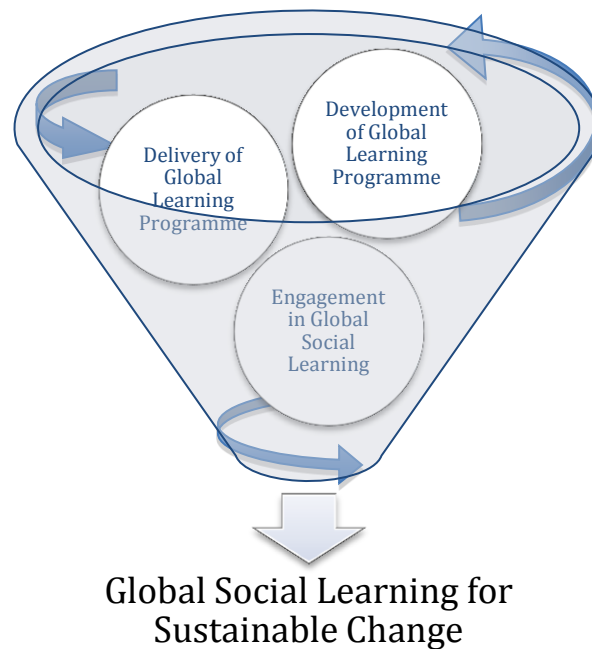 Development
of Global
Learning
Programme
Delivery of
Global
Learning
Programme
Engagement
in Global
Social
Learning
Global Social Learning for
Sustainable Change